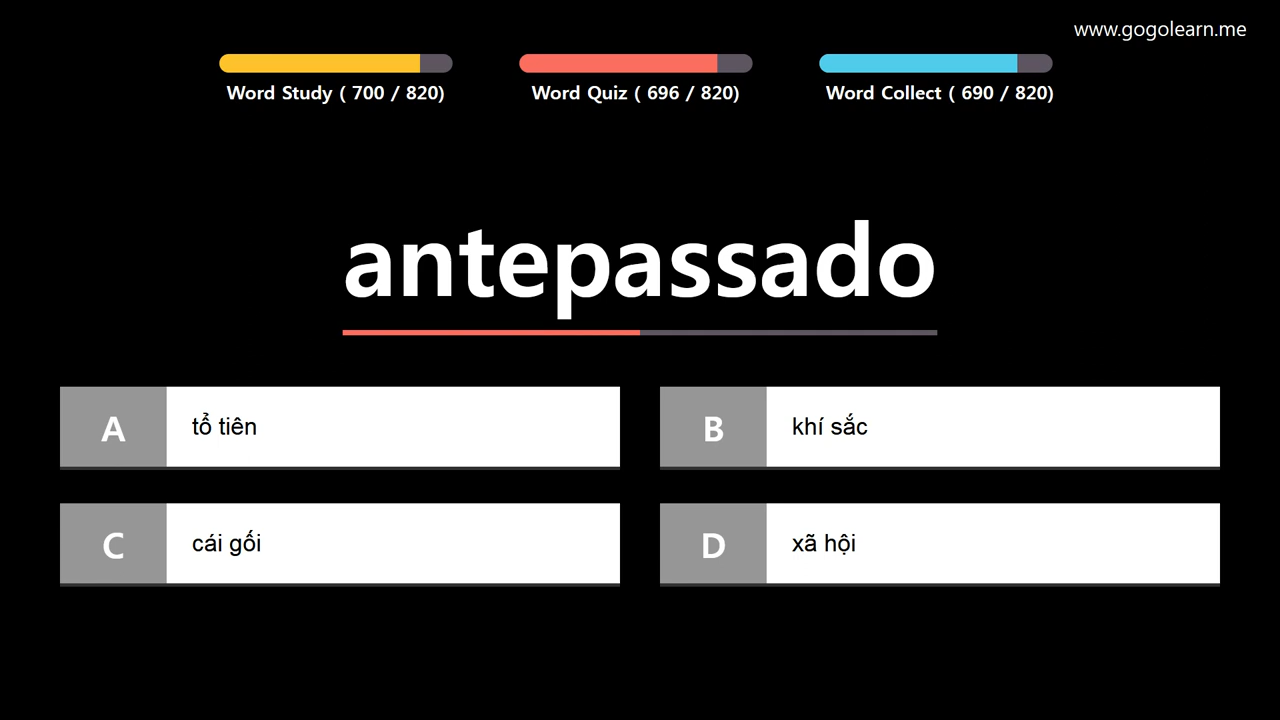 www.gogolearn.me
Word Study ( 700 / 820)
Word Quiz ( 696 / 820)
Word Collect ( 690 / 820)
antepassado
A
tổ tiên
B
khí sắc
C
cái gối
D
xã hội